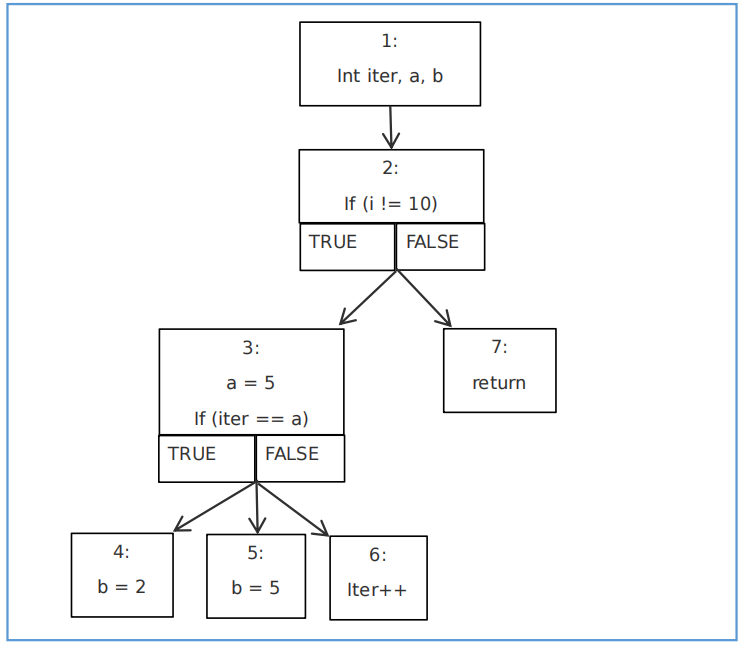 1:
Int iter, a, b
2:
If (i != 10)
TRUE
FALSE
3:
a = 5
If (iter == a)
TRUE
FALSE
7:
return
4:
b = 2
5:
b = 5
6:
Iter++